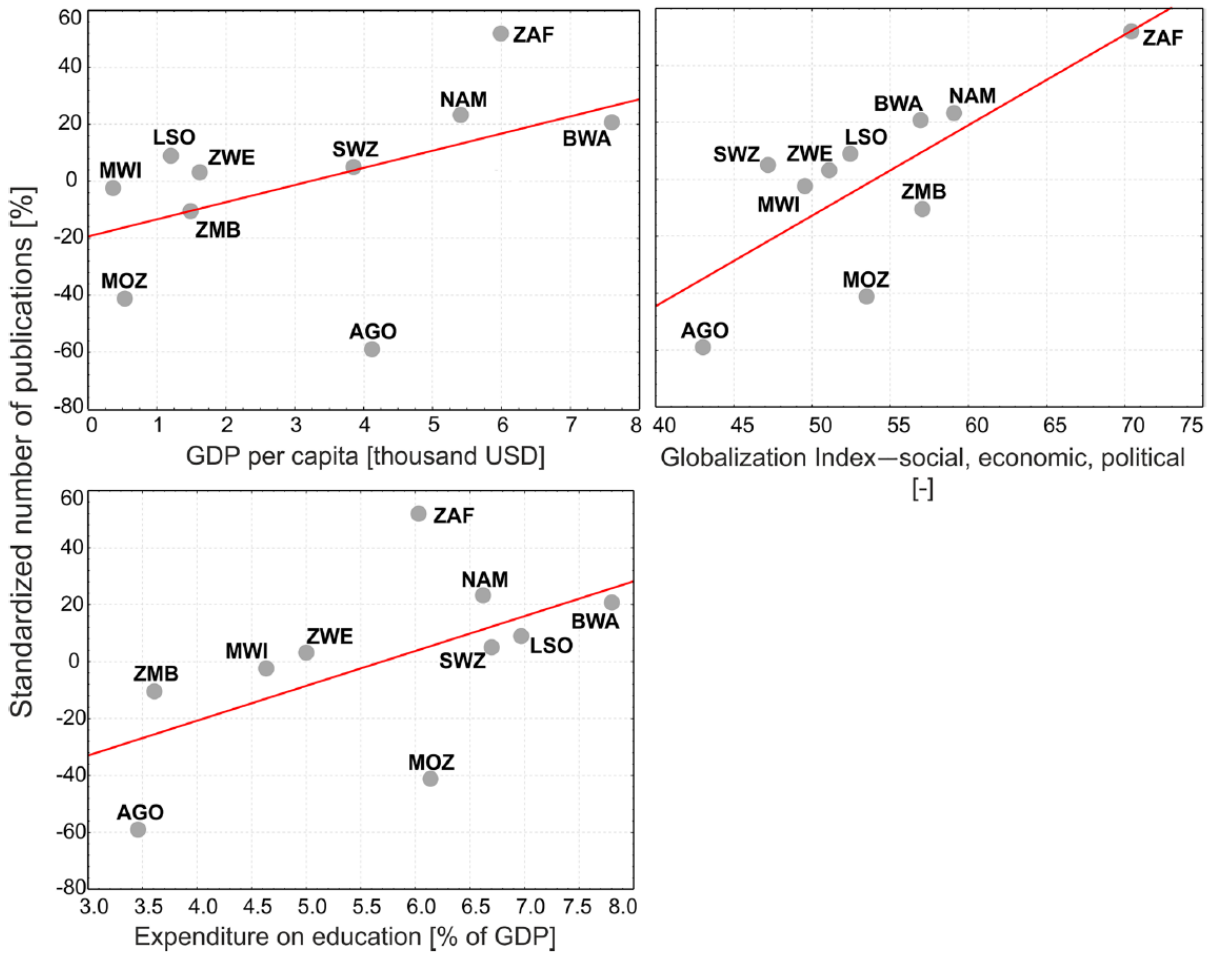 60
40
20
0
-20
-40
-60
-80
ZAF
NAM
BWA
LSO
ZWE
SWZ
MWI
ZMB
MOZ
AGO
0 1 2 3 4 5 6 7 8
GDP per capita [thousand USD]
ZAF
BWA
NAM
LSO
SWZ
ZWE
MWI
ZMB
MOZ
AGO
40 45 50 55 60 65 70 75
Globalization Index—social, economic, political
[-]
Standardized number of publications [%]
60
40
20
0
-20
-40
-60
-80
ZAF
NAM
BWA
ZWE
MWI
LSO
SWZ
ZMB
MOZ
AGO
3.0 3.5 4.0 4.5 5.0 5.5 6.0 6.5 7.0 7.5 8.0
Expenditure on education [% of GDP]